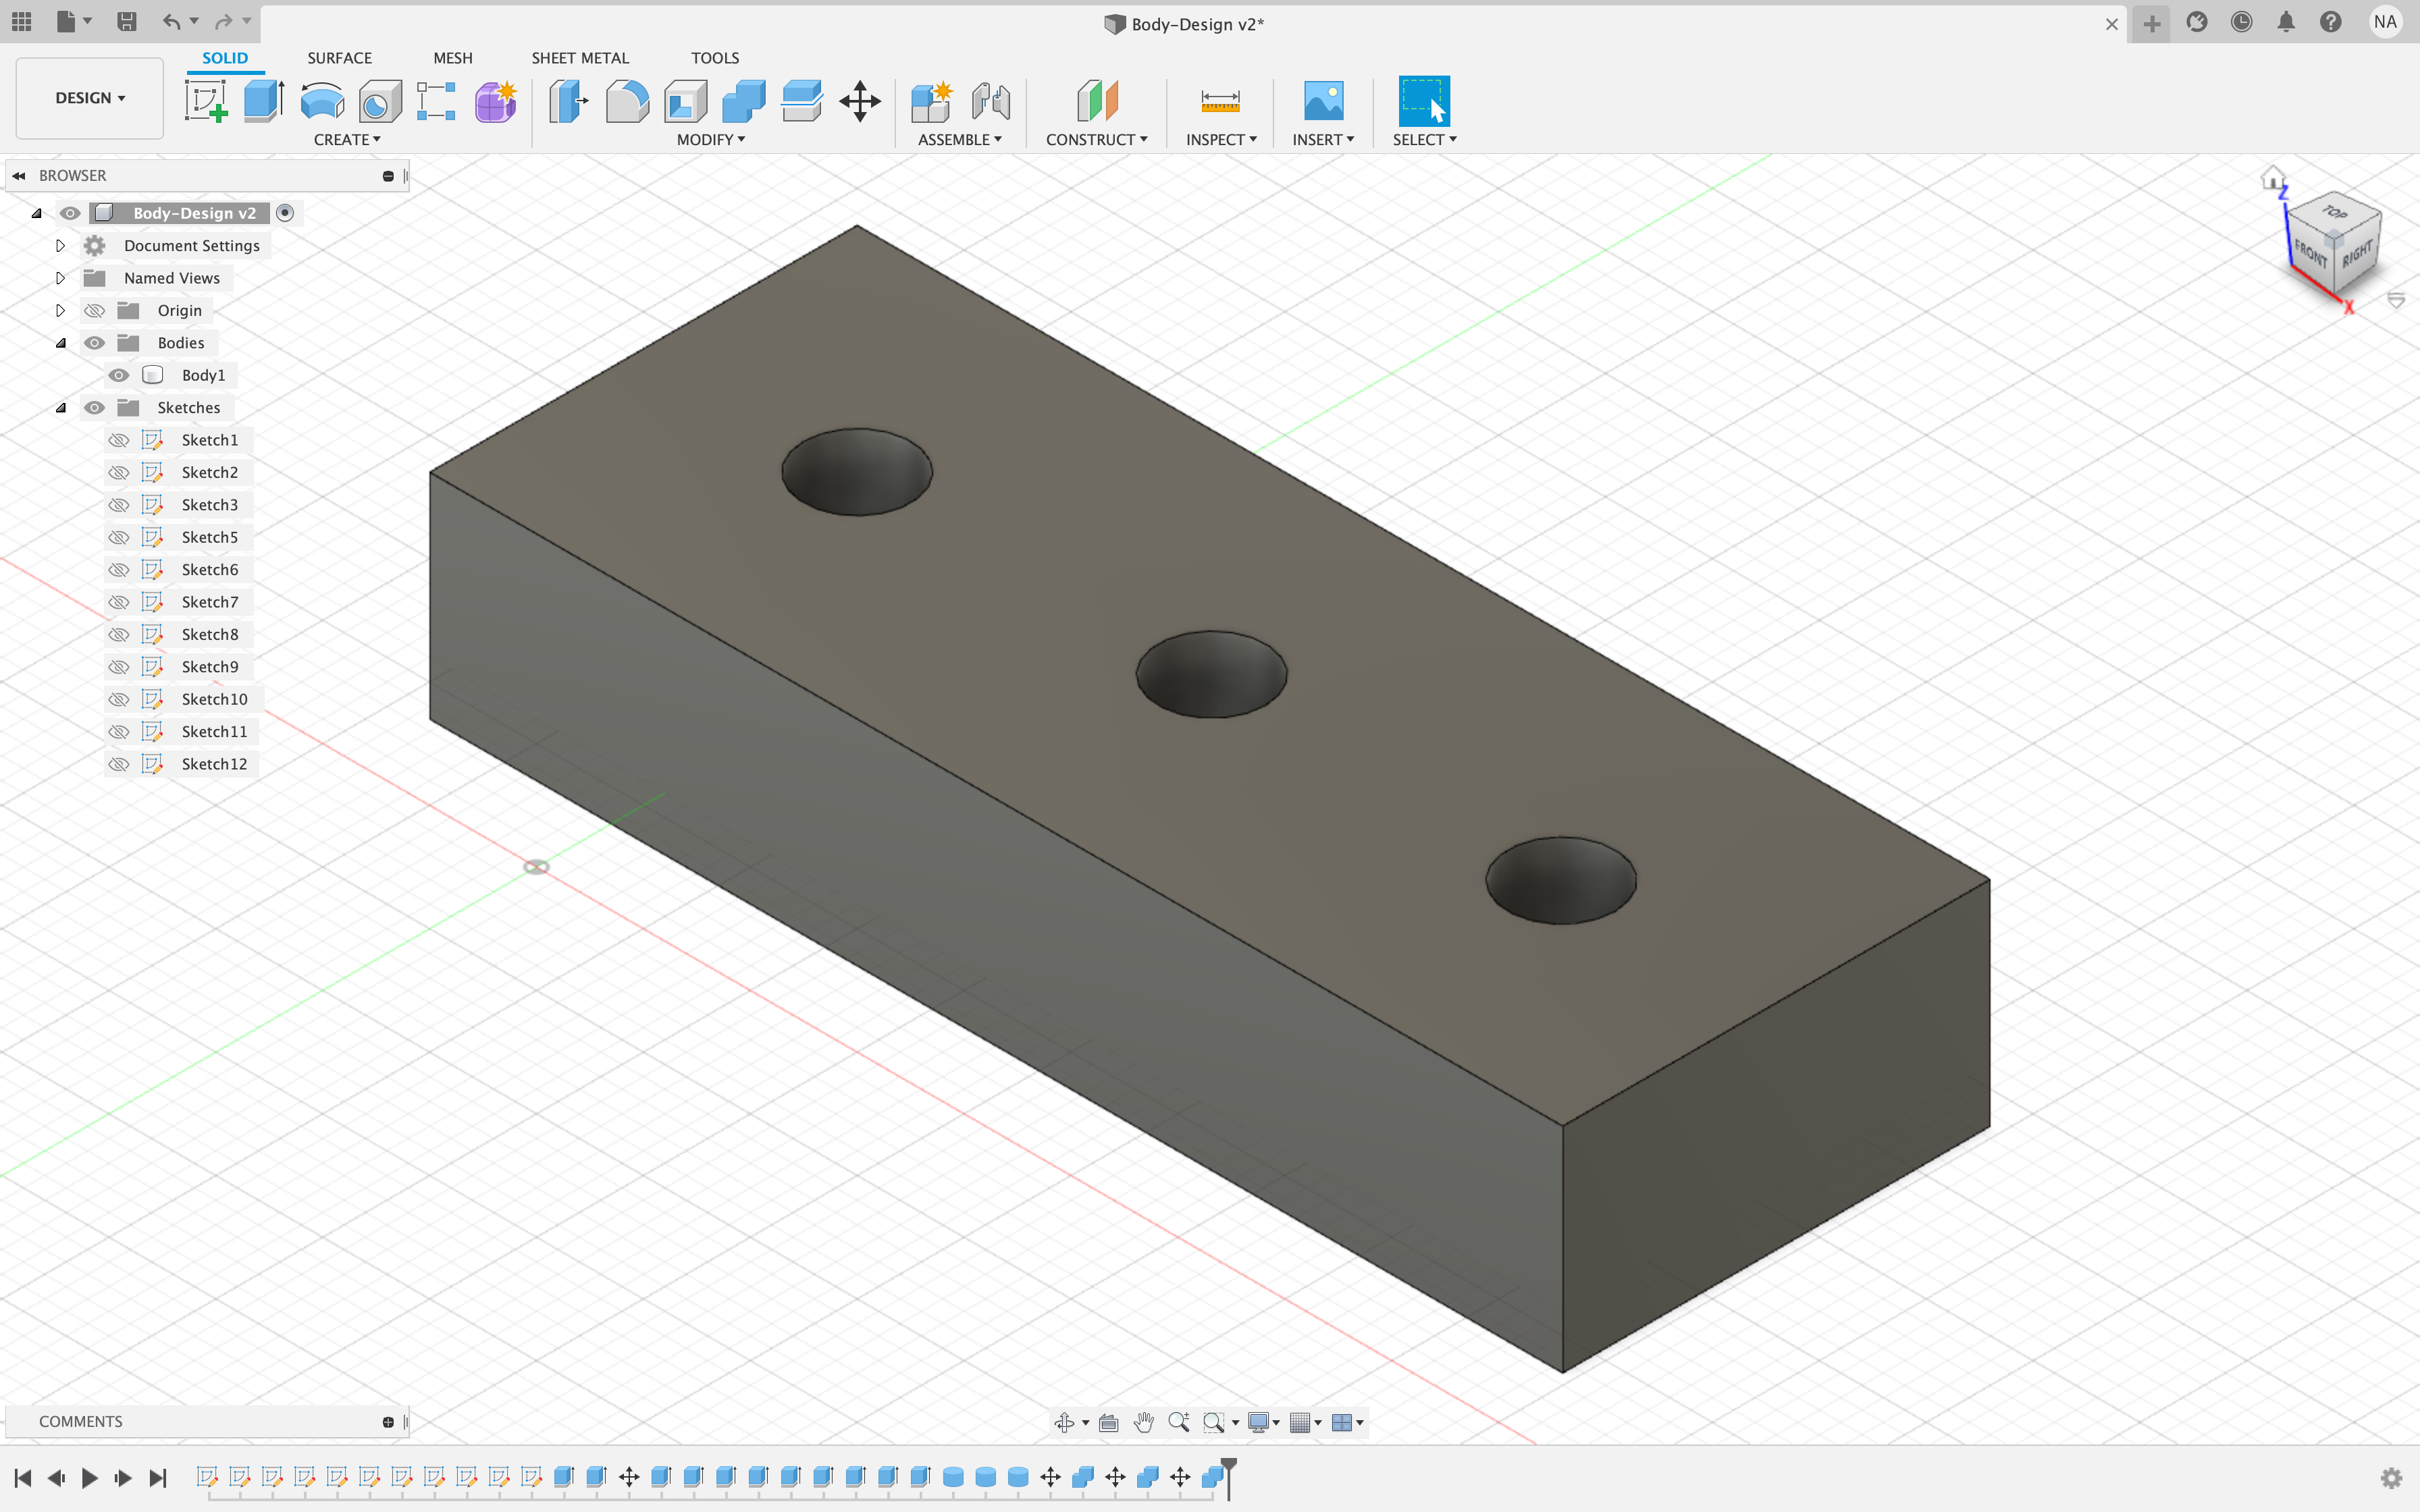 Body-Design v2*
NA
SOLID
SURFACE
MESH
SHEET METAL
TOOLS
DESIGN
CREATE
MODIFY
ASSEMBLE
CONSTRUCT
INSPECT
INSERT
SELECT
BROWSER
Body-Design v2
Document Settings
Named Views
Origin
Bodies
Body1
Sketches
Sketch1
Sketch2
Sketch3
Sketch5
Sketch6
Sketch7
Sketch8
Sketch9
Sketch10
Sketch11
Sketch12
Z
TOP
FRONT
RIGHT
X
COMMENTS